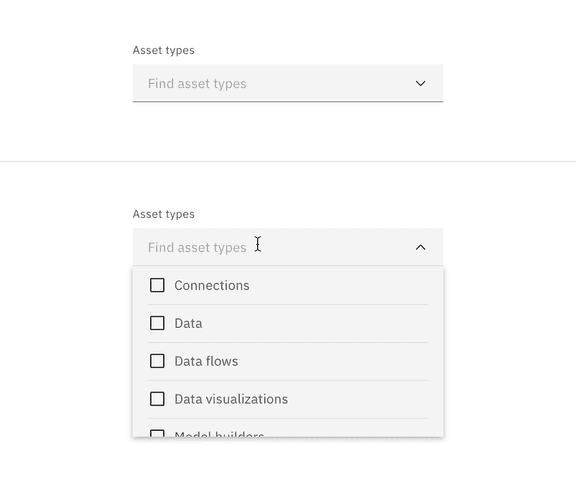 Asset types
Find asset types
Asset types
Find asset types
Connections
Data
Data flows
Data visualizations
Model builders